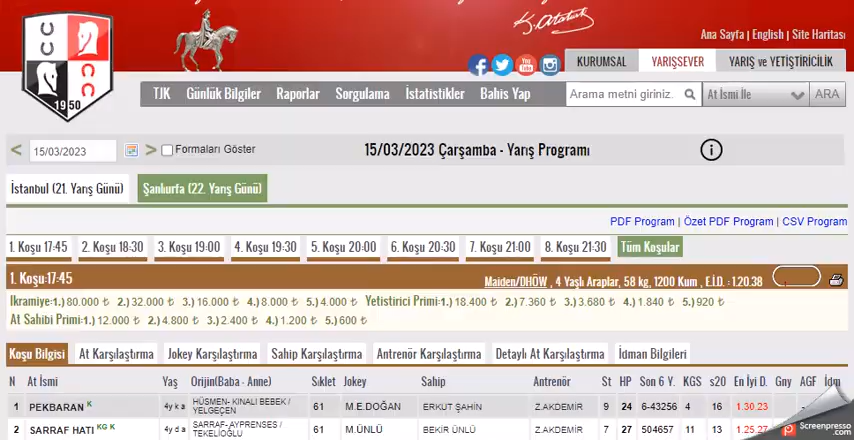 K.Atatürk
C C
C C
1950
Ana Sayfa | English | Site Haritası
KURUMSAL YARIŞSEVER YARIŞ ve YETİŞTİRİCİLİK
TJK Günlük Bilgiler Raporlar Sorgulama İstatistikler Bahis Yap Arama metni giriniz. At İsmi İle ARA
< 15/03/2023 > Formaları Göster 15/03/2023 Çarşamba - Yarış Programı
İstanbul (21. Yarış Günü) Şanlıurfa (22. Yarış Günü)
PDF Program | Özet PDF Program | CSV Program
1. Koşu 17:45 2. Koşu 18:30 3. Koşu 19:00 4. Koşu 19:30 5. Koşu 20:00 6. Koşu 20:30 7. Koşu 21:00 8. Koşu 21:30 Tüm Koşular
1. Koşu:17:45 Maiden/DHÖW , 4 Yaşlı Araplar, 58 kg, 1200 Kum , E.İ.D. : 1.20.38
Ikramiye:1.) 80.000 ₺ 2.) 32.000 ₺ 3.) 16.000 ₺ 4.) 8.000 ₺ 5.) 4.000 ₺ Yetistirici Primi:1.) 18.400 ₺ 2.) 7.360 ₺ 3.) 3.680 ₺ 4.) 1.840 ₺ 5.) 920 ₺
At Sahibi Primi:1.) 12.000 ₺ 2.) 4.800 ₺ 3.) 2.400 ₺ 4.) 1.200 ₺ 5.) 600 ₺
Koşu Bilgisi At Karşılaştırma Jokey Karşılaştırma Sahip Karşılaştırma Antrenör Karşılaştırma Detaylı At Karşılaştırma İdman Bilgileri
N At İsmi Yaş Orijin(Baba - Anne) Sıklet Jokey Sahip Antrenör St HP Son 6 Y. KGS s20 En İyi D. Gny AGF İdm
1 PEKBARAN K 4y k a HÜSMEN- KINALI BEBEK / YELGEÇEN 61 M.E.DOĞAN ERKUT ŞAHİN Z.AKDEMİR 9 24 6-43256 4 16 1.30.23
2 SARRAF HATI KG K 4y d a SARRAF-AYPRENSES / TEKELİOĞLU 61 M.ÜNLÜ BEKİR ÜNLÜ Z.AKDEMİR 7 27 504657 11 13 1.25.27
Screenpresso
.com